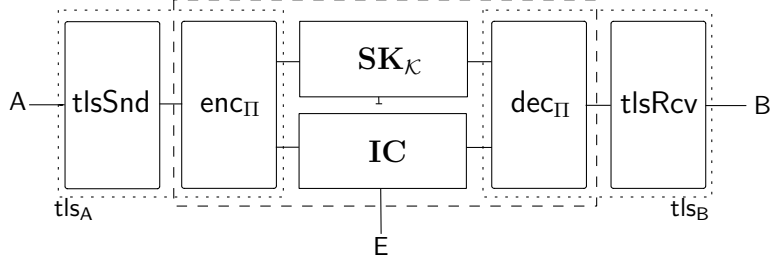 SK_𝒦
A
tlsSnd
enc_Π
dec_Π
tlsRcv
B
IC
tls_A
tls_B
E